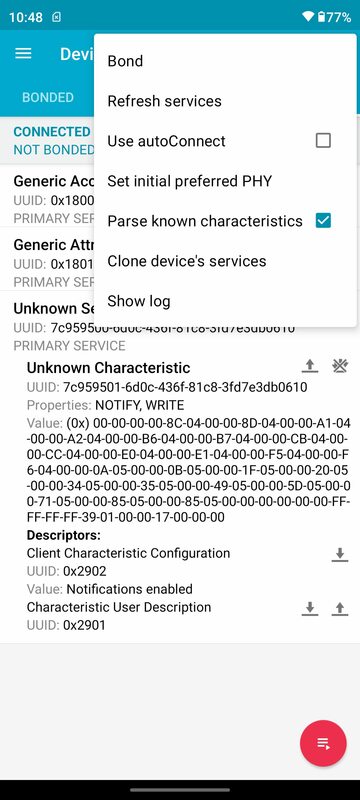 10:48
77%
Devi
BONDED
Bond
Refresh services
Use autoConnect
Set initial preferred PHY
Parse known characteristics
Clone device's services
Show log
CONNECTED
NOT BONDED
Generic Acc
UUID: 0x1800
PRIMARY SER
Generic Attr
UUID: 0x1801
PRIMARY SER
Unknown Se
UUID: 7c959500-6d0c-436f-81c8-3fd7e3db0610
PRIMARY SERVICE
Unknown Characteristic
UUID: 7c959501-6d0c-436f-81c8-3fd7e3db0610
Properties: NOTIFY, WRITE
Value: (0x) 00-00-00-00-8C-04-00-00-8D-04-00-00-A1-04
-00-00-A2-04-00-00-B6-04-00-00-B7-04-00-00-CB-04-00-
00-CC-04-00-00-E0-04-00-00-E1-04-00-00-F5-04-00-00-F
6-04-00-00-0A-05-00-00-0B-05-00-00-1F-05-00-00-20-05
-00-00-34-05-00-00-35-05-00-00-49-05-00-00-5D-05-00-0
0-71-05-00-00-85-05-00-00-85-05-00-00-00-00-00-00-FF-
FF-FF-FF-39-01-00-00-17-00-00-00
Descriptors:
Client Characteristic Configuration
UUID: 0x2902
Value: Notifications enabled
Characteristic User Description
UUID: 0x2901